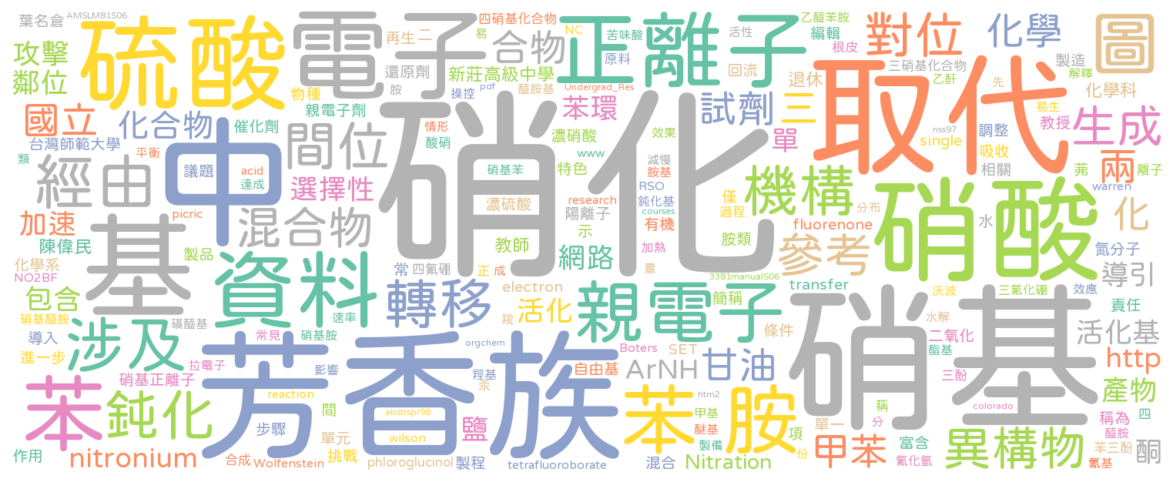 葉名倉 AMSLMB1S06 硫酸 電子 再生二 四硝基化合物 易 NC 苦味酸 乙醯苯胺 活性 編輯 對位 化學 圖
攻擊 鄰位 物種 還原劑 胺 合物 正離子 原料 根皮 三硝基化合物 乙酐 製造 解釋
操控 pdf 新莊高級中學 醯胺基 Undergrad_Res 回流 退休 先 化學科
國立 化合物 親電子劑 催化劑 情形 酸硝 濃硝酸 苯環 效果 試劑 三 取代 易生 教授 生成
台灣師範大學 平衡 中 間位 硝化 單 nss97 single 調整 吸收 相關
類 議題 acid 達成 硝基苯 特色 www 減慢 胺基 RSO 鈍化基 僅 過程 機構 分布 茀 兩 離子
經由 選擇性 濃硫酸 research 陽離子 courses 有機 fluorenone 硝酸 水 warren 化
加速 picric 基 混合物 教師 示 加熱 胺類 參考 氮分子
陳偉民 製品 網路 量 3381manualS06 導引
化學系 NO2BF 資料 常 四氟硼 正 成 electron transfer 沃波 三氟化硼 效應
包含 磺醯基 轉移 速率 活化 親電子 簡稱 硝基 責任
硝基醯胺 導入 涉及 常見 硝基胺 羧 條件 水解 二氧化 活化基
進一步 拉電子 影響 orgchem Boters SET 甘油 酯基 http
苯 硝基正離子 芳香族 羥基 自由基 ArNH 三酚 產物
鈍化 reaction 汞 htm2 苯胺 稱 colorado 稱為 四
步驟 間 abstrspr98 鹽 甲基 醚基 項 單一 分 醯胺
作用 nitronium 單元 挑戰 wilson 製備 份 甲苯 富含 異構物 苯三酚 酮
合成 Wolfenstein phloroglucinol 製程 tetrafluoroborate 混合 Nitration 氰化氫 氰基